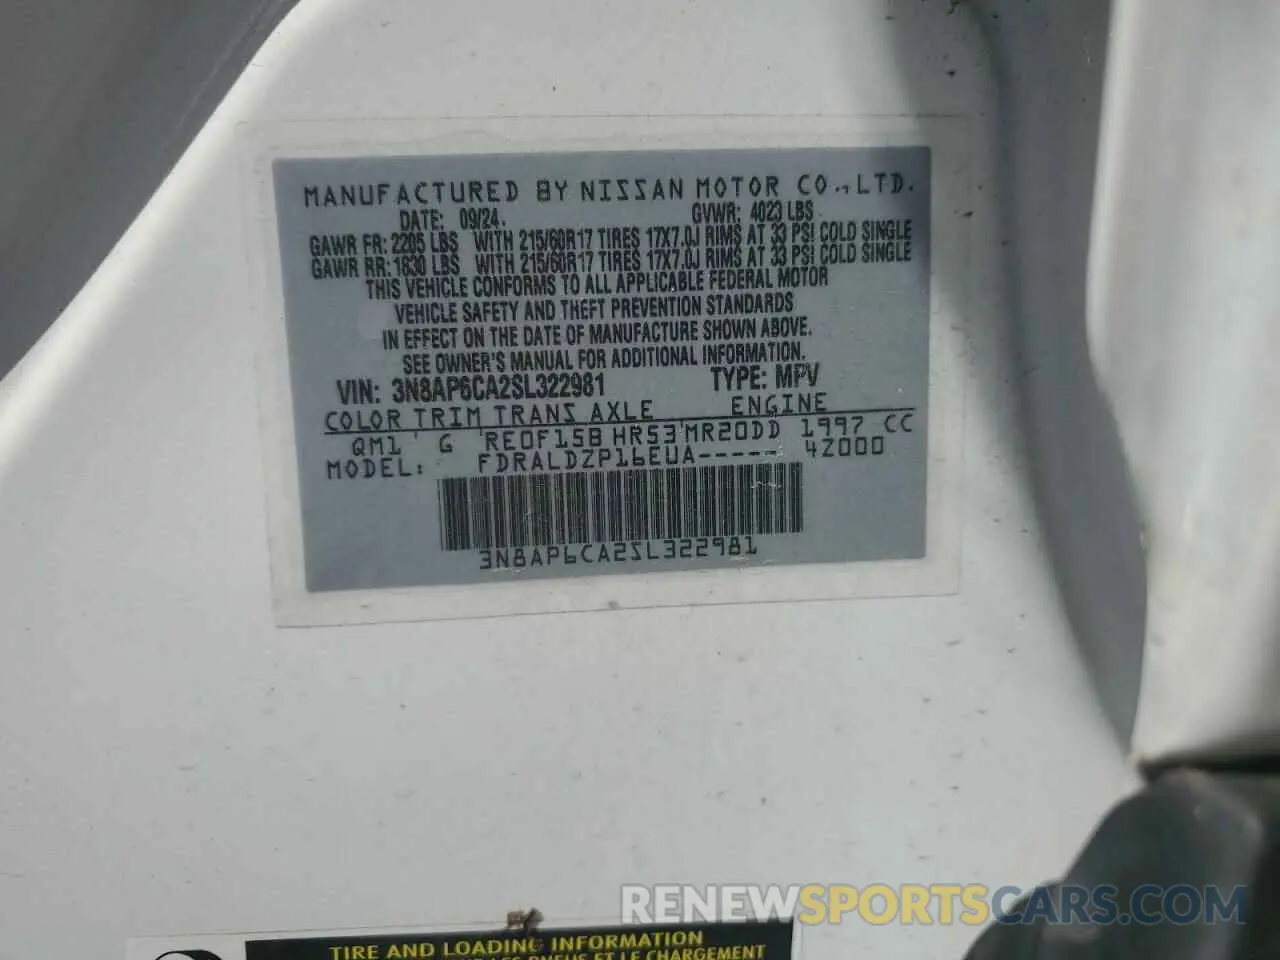 MANUFACTURED BY NISSAN MOTOR CO., LTD.
DATE: 09/24. GVWR: 4023 LBS
GAWR FR: 2205 LBS WITH 215/60R17 TIRES 17X7.0J RIMS AT 33 PSI COLD SINGLE
GAWR RR: 1830 LBS WITH 215/60R17 TIRES 17X7.0J RIMS AT 33 PSI COLD SINGLE
THIS VEHICLE CONFORMS TO ALL APPLICABLE FEDERAL MOTOR
VEHICLE SAFETY AND THEFT PREVENTION STANDARDS
IN EFFECT ON THE DATE OF MANUFACTURE SHOWN ABOVE.
SEE OWNER'S MANUAL FOR ADDITIONAL INFORMATION.
VIN: 3N8AP6CA2SL322981 TYPE: MPV
COLOR TRIM TRANS AXLE ENGINE
QM1 G RE0F15B HR53 MR20DD 1997 CC
MODEL: FDRALDZP16EUA----- 4Z000
3N8AP6CA2SL322981
RENEWSPORTSCARS.COM
TIRE AND LOADING INFORMATION
PNEUS ET LE CHARGEMENT